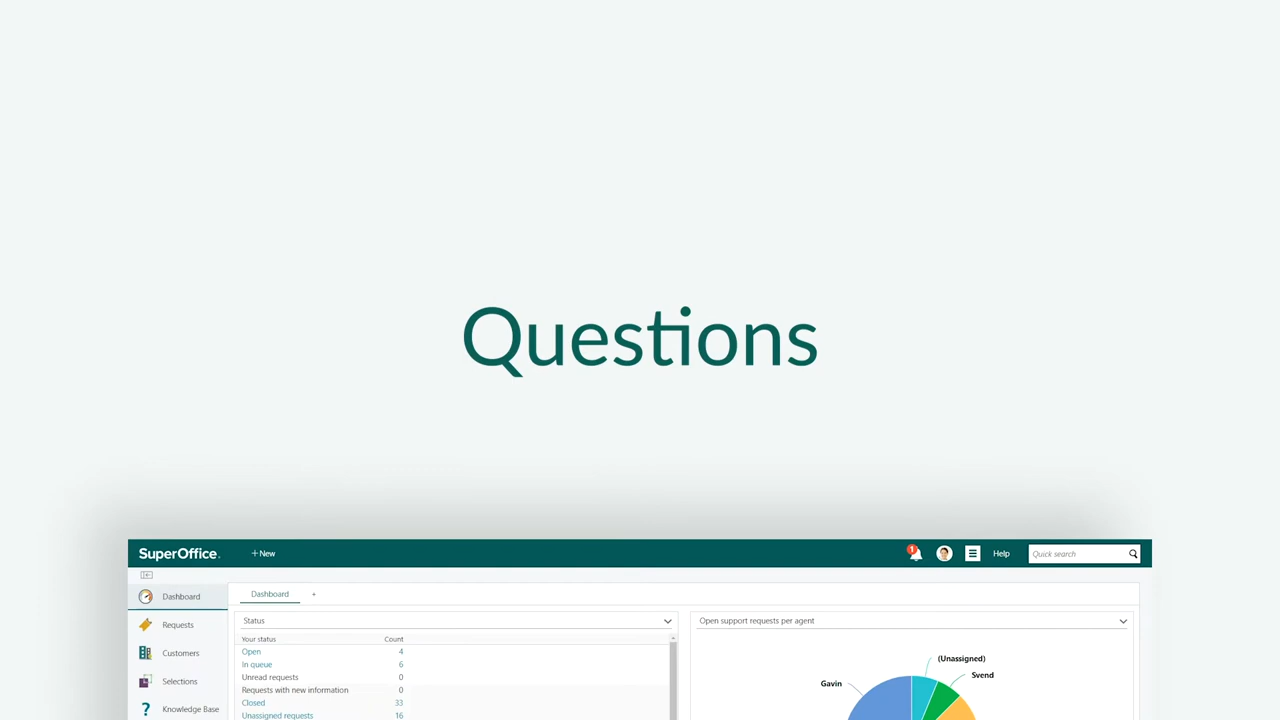 Questions
SuperOffice.
+ New
1
Help
Quick search
Dashboard
Requests
Customers
Selections
Knowledge Base
Dashboard +
Status
Your status Count
Open 4
In queue 6
Unread requests 0
Requests with new information 0
Closed 33
Unassigned requests 16
Open support requests per agent
(Unassigned)
Svend
Gavin